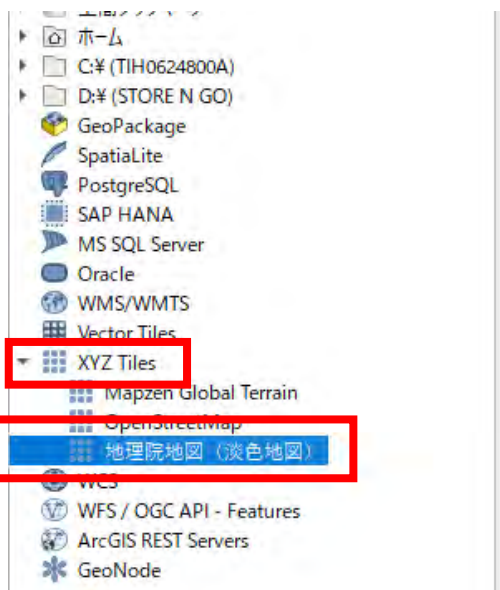 ホーム
C:¥ (TIH0624800A)
D:¥ (STORE N GO)
GeoPackage
SpatiaLite
PostgreSQL
SAP HANA
MS SQL Server
Oracle
WMS/WMTS
Vector Tiles
XYZ Tiles
Mapzen Global Terrain
OpenStreetMap
地理院地図（淡色地図）
WCS
WFS / OGC API - Features
ArcGIS REST Servers
GeoNode